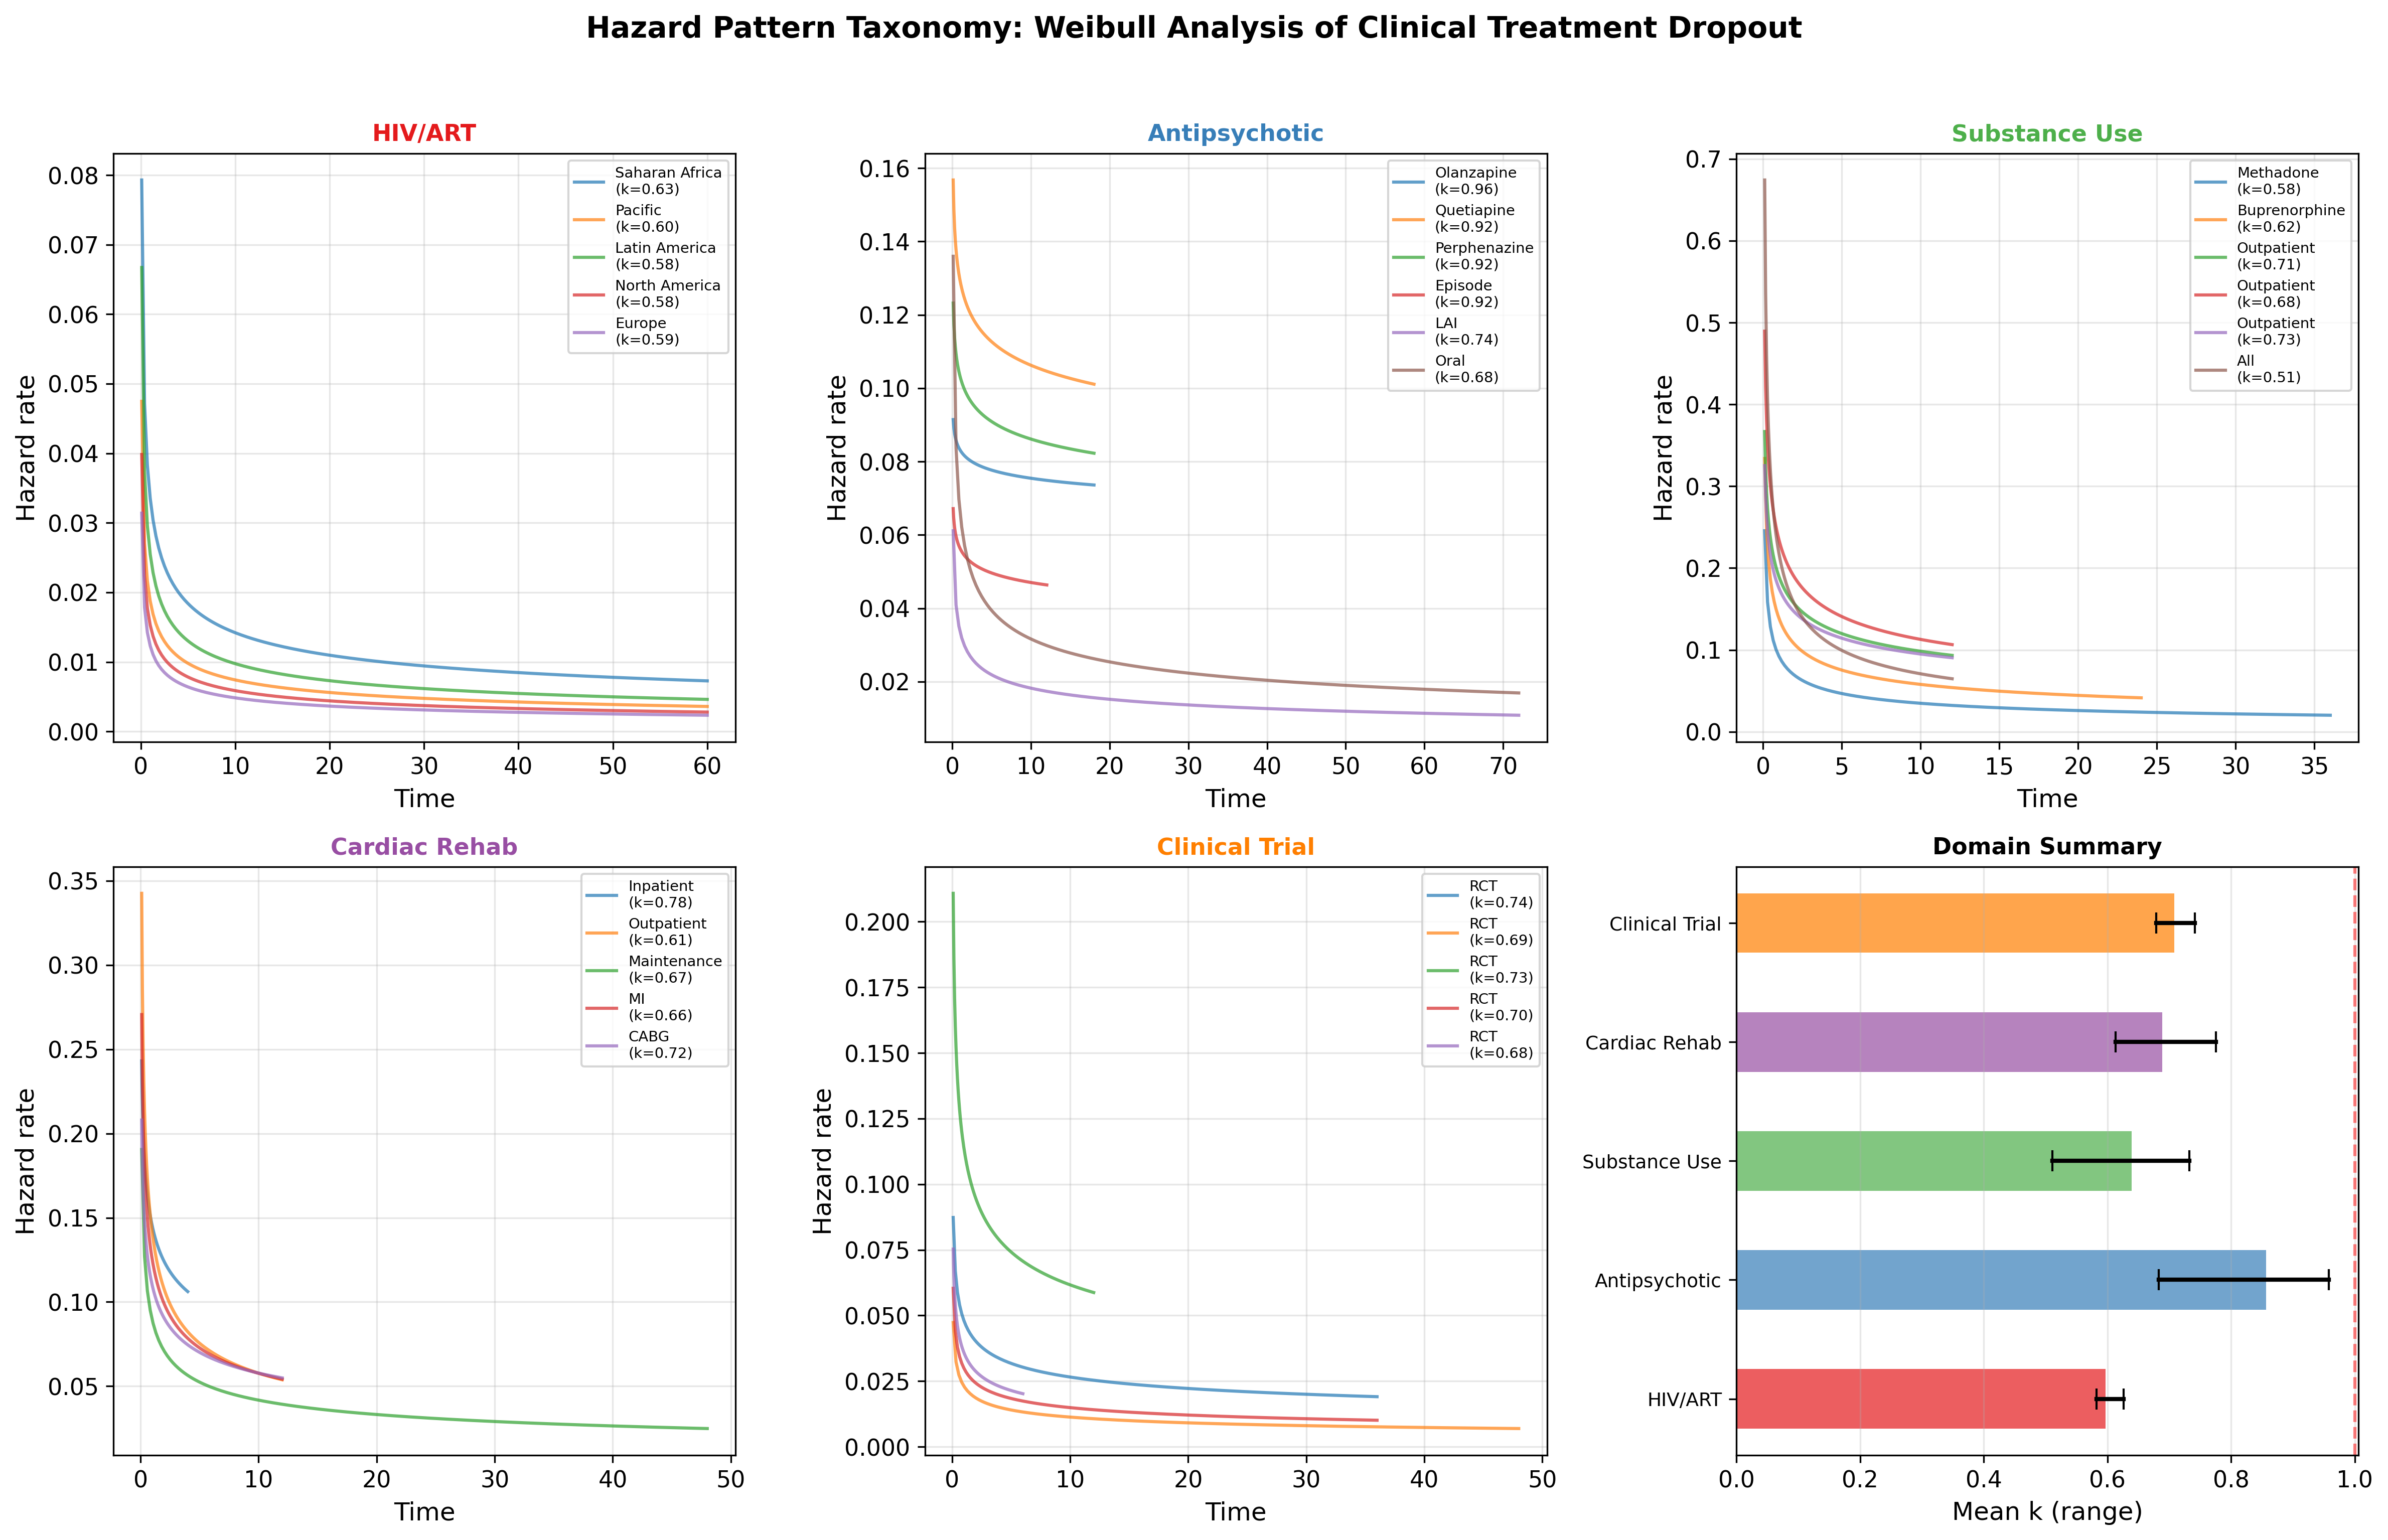 Hazard Pattern Taxonomy: Weibull Analysis of Clinical Treatment Dropout
HIV/ART
Hazard rate
0.08
0.07
0.06
0.05
0.04
0.03
0.02
0.01
0.00
Saharan Africa
(k=0.63)
Pacific
(k=0.60)
Latin America
(k=0.58)
North America
(k=0.58)
Europe
(k=0.59)
0 10 20 30 40 50 60
Time
Antipsychotic
Hazard rate
0.16
0.14
0.12
0.10
0.08
0.06
0.04
0.02
Olanzapine
(k=0.96)
Quetiapine
(k=0.92)
Perphenazine
(k=0.92)
Episode
(k=0.92)
LAI
(k=0.74)
Oral
(k=0.68)
0 10 20 30 40 50 60 70
Time
Substance Use
Hazard rate
0.7
0.6
0.5
0.4
0.3
0.2
0.1
0.0
Methadone
(k=0.58)
Buprenorphine
(k=0.62)
Outpatient
(k=0.71)
Outpatient
(k=0.68)
Outpatient
(k=0.73)
All
(k=0.51)
0 5 10 15 20 25 30 35
Time
Cardiac Rehab
Hazard rate
0.35
0.30
0.25
0.20
0.15
0.10
0.05
Inpatient
(k=0.78)
Outpatient
(k=0.61)
Maintenance
(k=0.67)
MI
(k=0.66)
CABG
(k=0.72)
0 10 20 30 40 50
Time
Clinical Trial
Hazard rate
0.200
0.175
0.150
0.125
0.100
0.075
0.050
0.025
0.000
RCT
(k=0.74)
RCT
(k=0.69)
RCT
(k=0.73)
RCT
(k=0.70)
RCT
(k=0.68)
0 10 20 30 40 50
Time
Domain Summary
Clinical Trial
Cardiac Rehab
Substance Use
Antipsychotic
HIV/ART
0.0 0.2 0.4 0.6 0.8 1.0
Mean k (range)